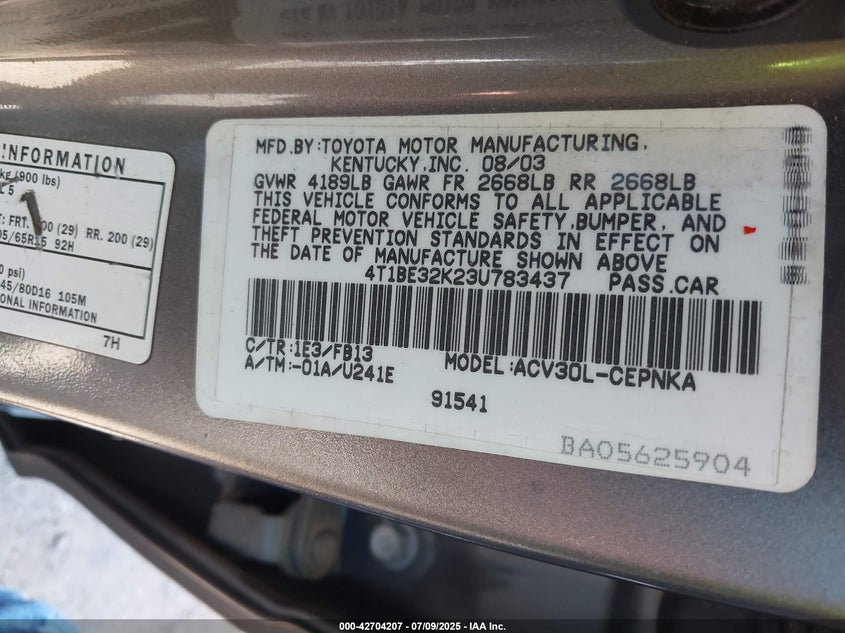 INFORMATION
kg (900 lbs)
FRT. RR. 200 (29)
/65R15 92H
psi)
45/80D16 105M
ONAL INFORMATION
7H
MFD.BY:TOYOTA MOTOR MANUFACTURING,
KENTUCKY,INC. 08/03
GVWR 4189LB GAWR FR 2668LB RR 2668LB
THIS VEHICLE CONFORMS TO ALL APPLICABLE
FEDERAL MOTOR VEHICLE SAFETY,BUMPER, AND
THEFT PREVENTION STANDARDS IN EFFECT ON
THE DATE OF MANUFACTURE SHOWN ABOVE
4T1BE32K23U783437 PASS.CAR
C/TR:1E3/FB13
A/TM:-01A/U241E MODEL:ACV30L-CEPNKA
91541
BA05625904
000-42704207 - 07/09/2025 - IAA Inc.